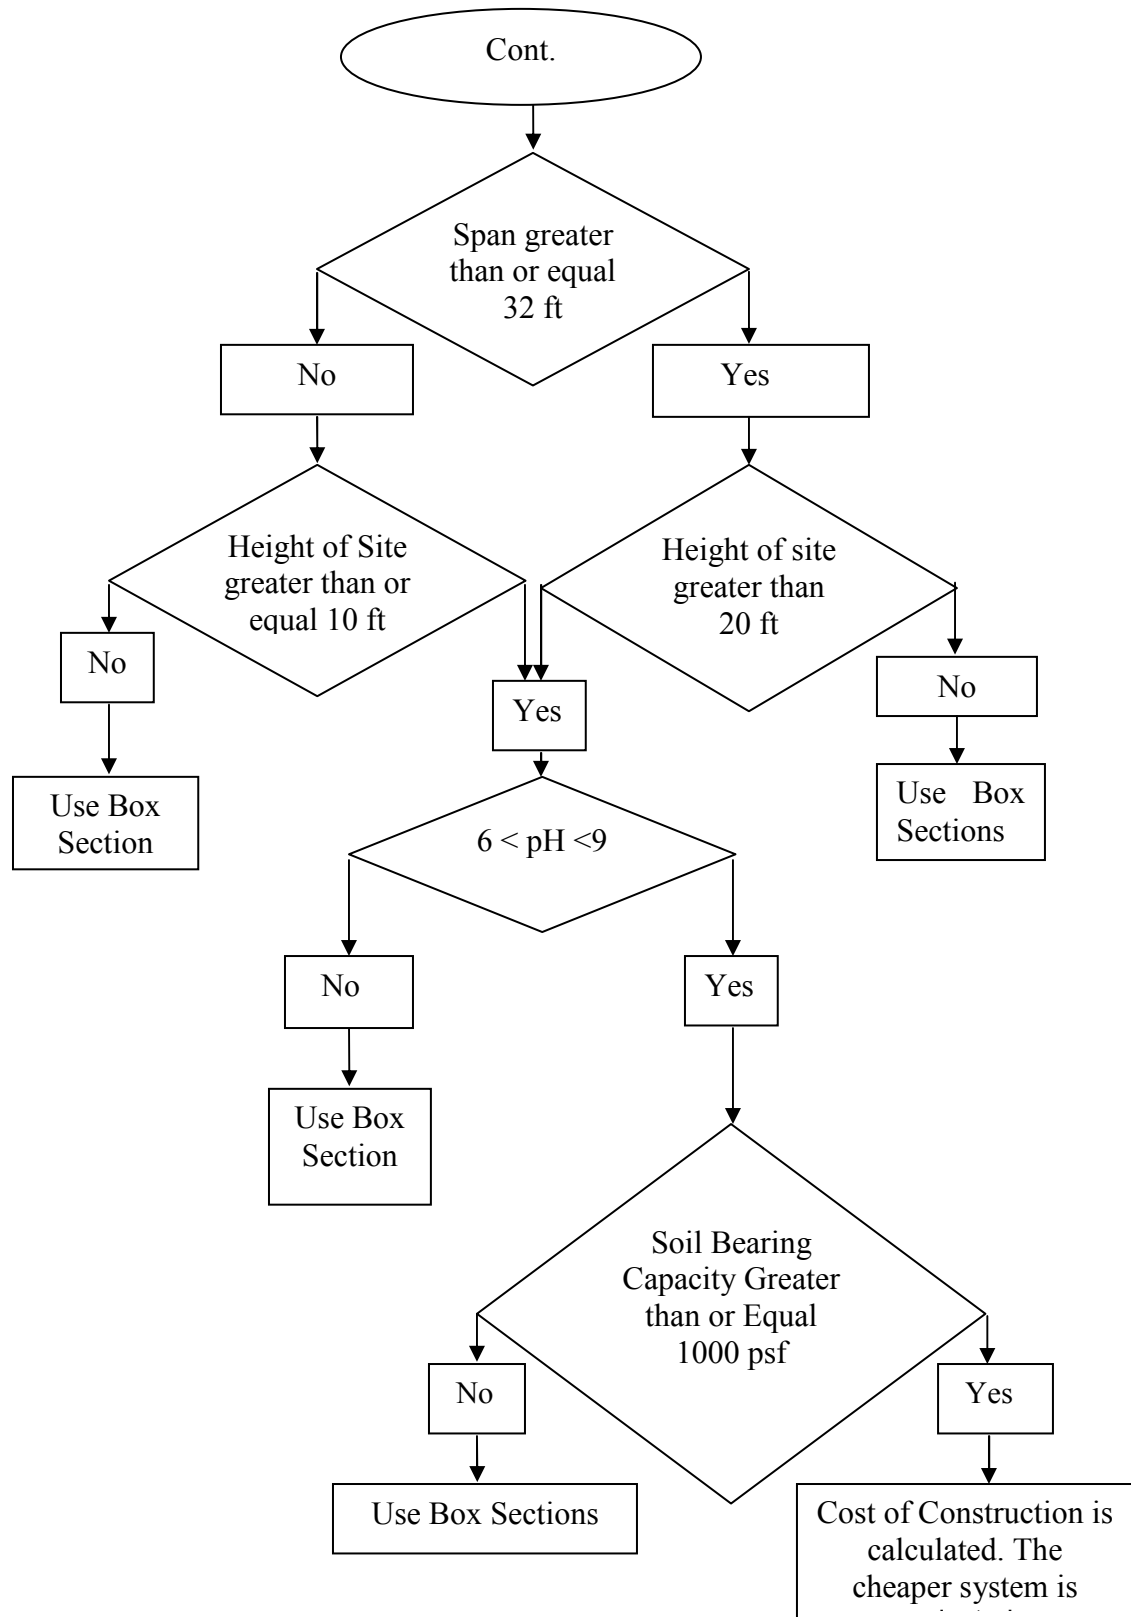 Cont.
Span greater
than or equal
32 ft
No
Yes
Height of Site
greater than or
equal 10 ft
Height of site
greater than
20 ft
No
Yes
No
Use Box
Section
Use Box
Sections
6 < pH <9
No
Yes
Use Box
Section
Soil Bearing
Capacity Greater
than or Equal
1000 psf
No
Yes
Use Box Sections
Cost of Construction is
calculated. The
cheaper system is